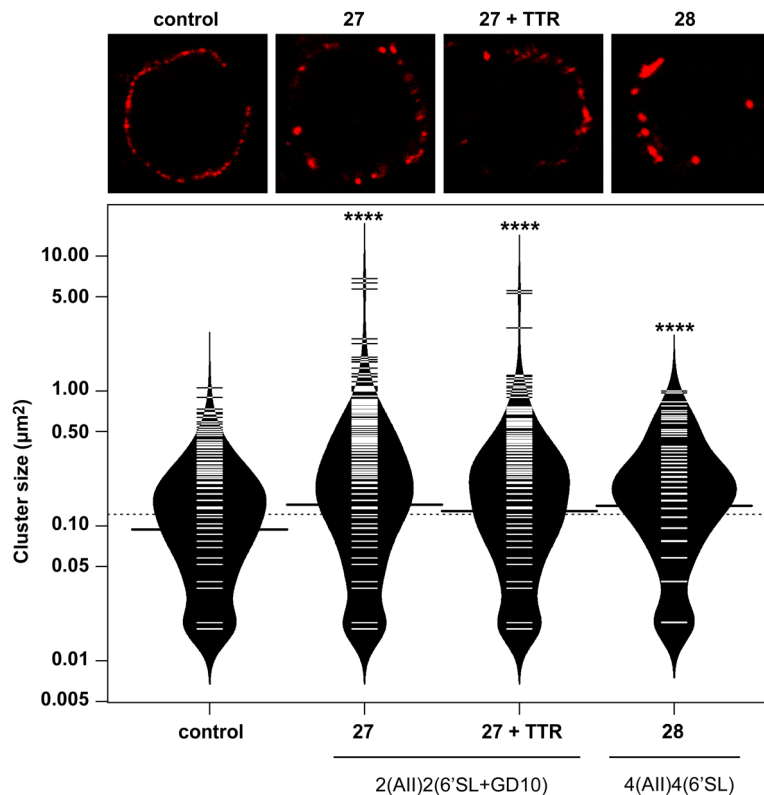 control 27 27 + TTR 28
**** **** ****
10.00
5.00
1.00
0.50
0.10
0.05
0.01
0.005
Cluster size (µm²)
control 27 27 + TTR 28
2(AII)2(6'SL+GD10) 4(AII)4(6'SL)